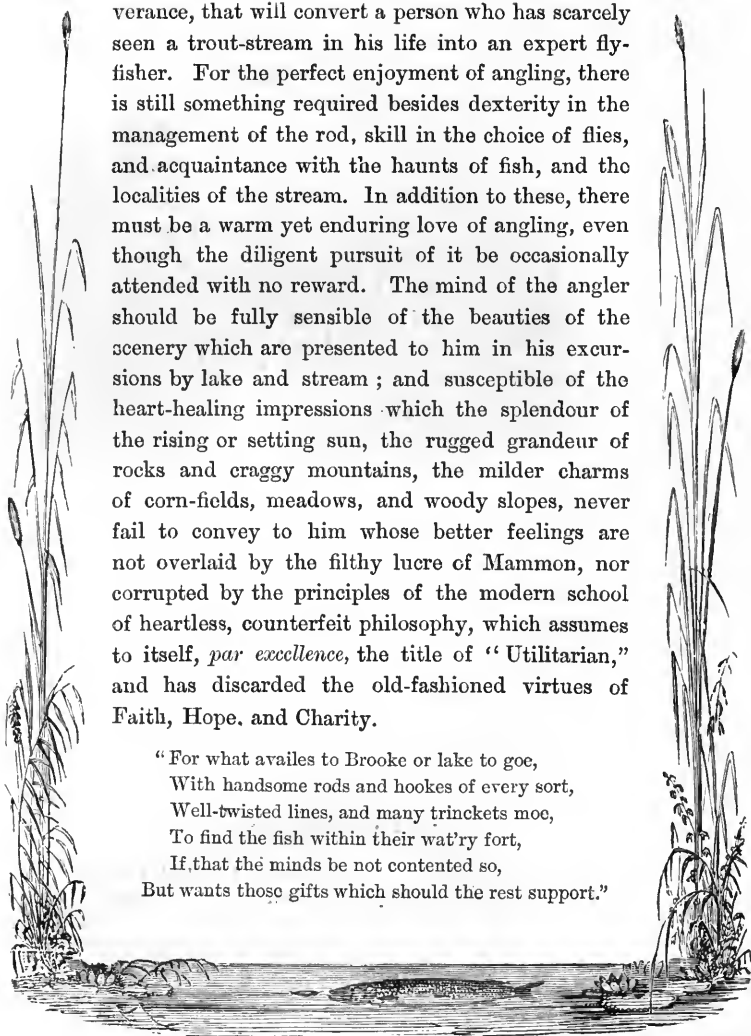 verance, that will convert a person who has scarcely
seen a trout-stream in his life into an expert fly-
fisher. For the perfect enjoyment of angling, there
is still something required besides dexterity in the
management of the rod, skill in the choice of flies,
and acquaintance with the haunts of fish, and the
localities of the stream. In addition to these, there
must be a warm yet enduring love of angling, even
though the diligent pursuit of it be occasionally
attended with no reward. The mind of the angler
should be fully sensible of the beauties of the
scenery which are presented to him in his excur-
sions by lake and stream ; and susceptible of the
heart-healing impressions which the splendour of
the rising or setting sun, the rugged grandeur of
rocks and craggy mountains, the milder charms
of corn-fields, meadows, and woody slopes, never
fail to convey to him whose better feelings are
not overlaid by the filthy lucre of Mammon, nor
corrupted by the principles of the modern school
of heartless, counterfeit philosophy, which assumes
to itself, par excellence, the title of “ Utilitarian,”
and has discarded the old-fashioned virtues of
Faith, Hope, and Charity.
“ For what availes to Brooke or lake to goe,
With handsome rods and hookes of every sort,
Well-twisted lines, and many trinckets moe,
To find the fish within their wat’ry fort,
If that the minds be not contented so,
But wants those gifts which should the rest support.”